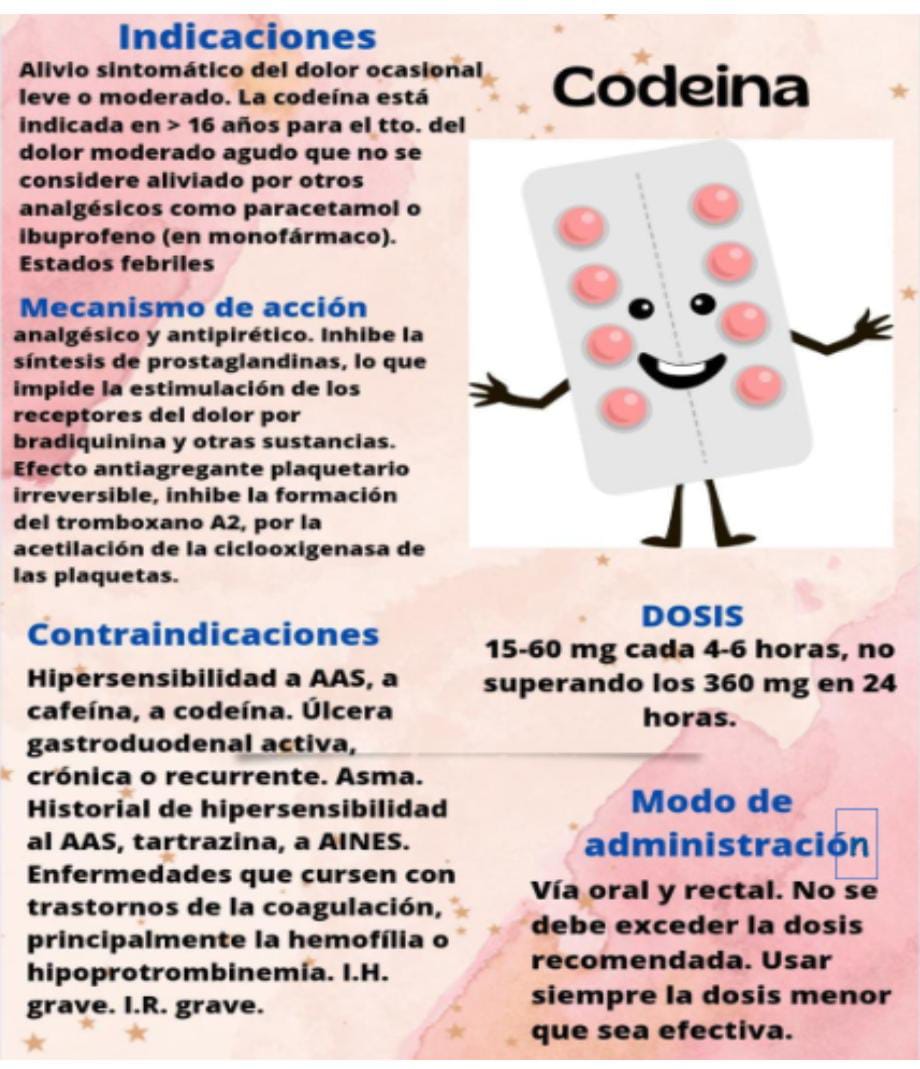 Indicaciones
Alivio sintomático del dolor ocasional
leve o moderado. La codeína está
indicada en > 16 años para el tto. del
dolor moderado agudo que no se
considere aliviado por otros
analgésicos como paracetamol o
ibuprofeno (en monofármaco).
Estados febriles
Mecanismo de acción
analgésico y antipirético. Inhibe la
síntesis de prostaglandinas, lo que
impide la estimulación de los
receptores del dolor por
bradiquinina y otras sustancias.
Efecto antiagregante plaquetario
irreversible, inhibe la formación
del tromboxano A2, por la
acetilación de la ciclooxigenasa de
las plaquetas.
Contraindicaciones
Hipersensibilidad a AAS, a
cafeína, a codeína. Úlcera
gastroduodenal activa,
crónica o recurrente. Asma.
Historial de hipersensibilidad
al AAS, tartrazina, a AINES.
Enfermedades que cursen con
trastornos de la coagulación,
principalmente la hemofília o
hipoprotrombinemia. I.H.
grave. I.R. grave.
Codeina
DOSIS
15-60 mg cada 4-6 horas, no
superando los 360 mg en 24
horas.
Modo de
administración
Vía oral y rectal. No se
debe exceder la dosis
recomendada. Usar
siempre la dosis menor
que sea efectiva.